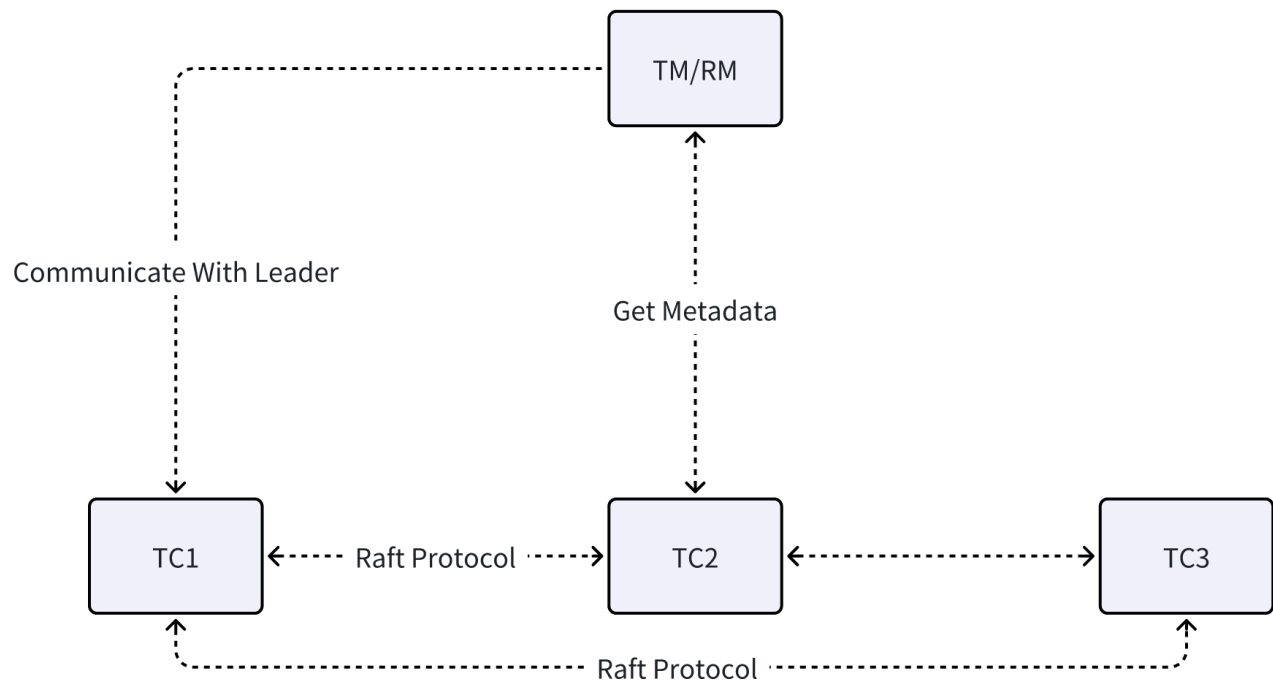 TM/RM
Communicate With Leader
Get Metadata
TC1
Raft Protocol
TC2
TC3
Raft Protocol